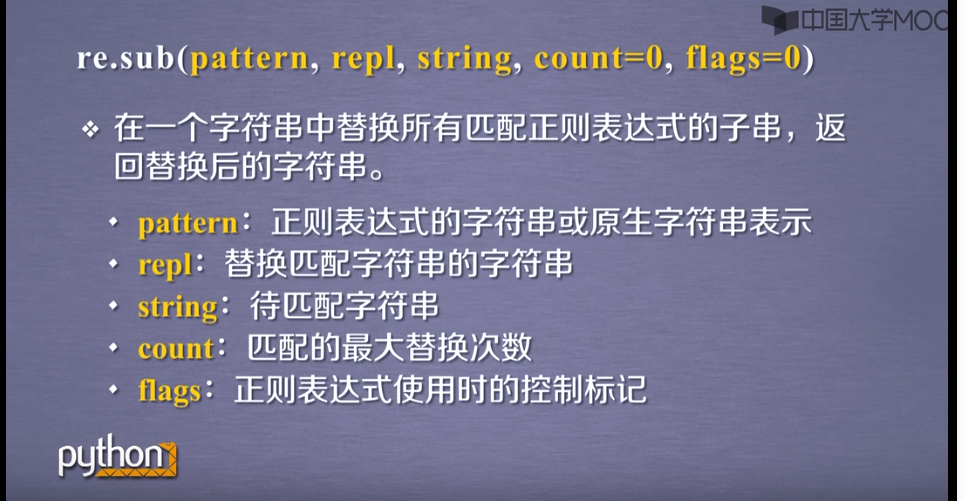 中国大学MOO
re.sub(pattern, repl, string, count=0, flags=0)
❖ 在一个字符串中替换所有匹配正则表达式的子串，返
回替换后的字符串。
• pattern：正则表达式的字符串或原生字符串表示
• repl：替换匹配字符串的字符串
• string：待匹配字符串
• count：匹配的最大替换次数
• flags：正则表达式使用时的控制标记
python